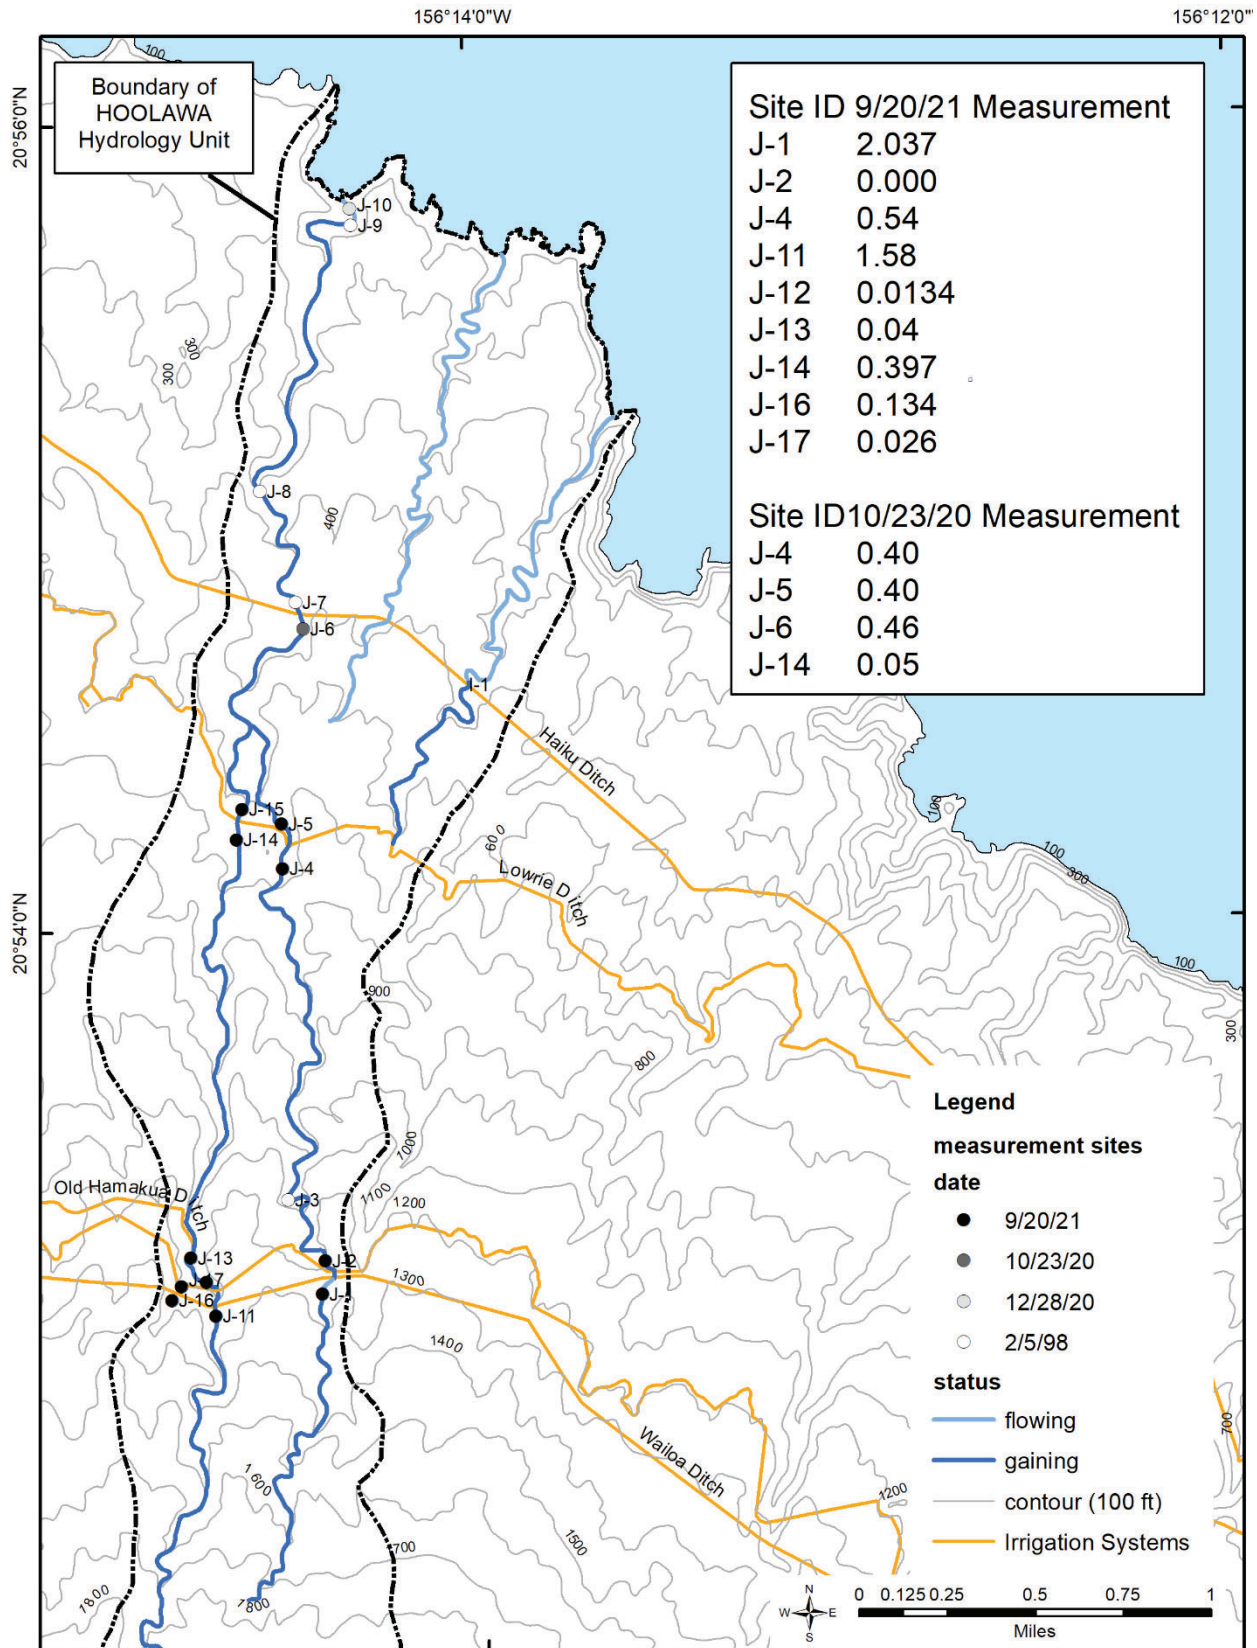 156°14'0"W
156°12'0"
20°56'0"N
20°54'0"N
Boundary of
HOOLAWA
Hydrology Unit
Site ID 9/20/21 Measurement
J-1 2.037
J-2 0.000
J-4 0.54
J-11 1.58
J-12 0.0134
J-13 0.04
J-14 0.397
J-16 0.134
J-17 0.026
Site ID10/23/20 Measurement
J-4 0.40
J-5 0.40
J-6 0.46
J-14 0.05
100
J-10
J-9
300
300
J-8
400
J-7
J-6
I-1
Haiku Ditch
J-15
J-5
J-14
J-4
600
Lowrie Ditch
100
100
300
100
300
900
800
1000
1100
1200
Old Hamakua Ditch
J-3
J-13
J-2
J-16
J-11
1300
1400
Wailoa Ditch
1600
1500
700
1800
1800
1200
700
Legend
measurement sites
date
9/20/21
10/23/20
12/28/20
2/5/98
status
flowing
gaining
contour (100 ft)
Irrigation Systems
N
W E
S
0 0.125 0.25 0.5 0.75 1
Miles